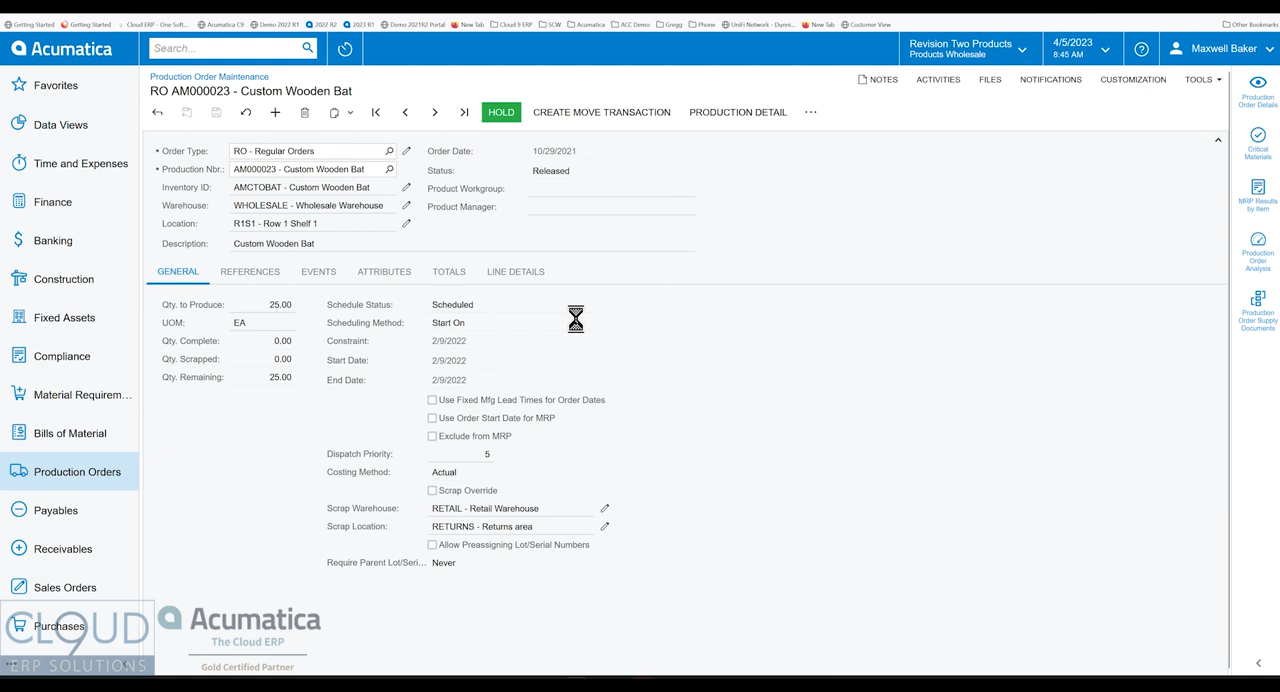 Getting Started Getting Started Cloud ERP - One Soft... Acumatica C9 Demo 2022 R1 2022 R2 2023 R1 Demo 2021R2 Portal New Tab Cloud 9 ERP SCW Acumatica ACC Demo Gregg Phone UniFi Network - Dunni... New Tab Customer View Other Bookmarks
Acumatica Search... Revision Two Products Products Wholesale 4/5/2023 8:45 AM Maxwell Baker
Favorites
Data Views
Time and Expenses
Finance
Banking
Construction
Fixed Assets
Compliance
Material Requirem...
Bills of Material
Production Orders
Payables
Receivables
Sales Orders
Purchases
Production Order Maintenance
RO AM000023 - Custom Wooden Bat
NOTES ACTIVITIES FILES NOTIFICATIONS CUSTOMIZATION TOOLS
HOLD CREATE MOVE TRANSACTION PRODUCTION DETAIL ...
* Order Type: RO - Regular Orders
* Production Nbr.: AM000023 - Custom Wooden Bat
Inventory ID: AMCTOBAT - Custom Wooden Bat
Warehouse: WHOLESALE - Wholesale Warehouse
Location: R1S1 - Row 1 Shelf 1
Description: Custom Wooden Bat
Order Date: 10/29/2021
Status: Released
Product Workgroup:
Product Manager:
GENERAL REFERENCES EVENTS ATTRIBUTES TOTALS LINE DETAILS
Qty. to Produce: 25.00
UOM: EA
Qty. Complete: 0.00
Qty. Scrapped: 0.00
Qty. Remaining: 25.00
Schedule Status: Scheduled
Scheduling Method: Start On
Constraint: 2/9/2022
Start Date: 2/9/2022
End Date: 2/9/2022
Use Fixed Mfg Lead Times for Order Dates
Use Order Start Date for MRP
Exclude from MRP
Dispatch Priority: 5
Costing Method: Actual
Scrap Override
Scrap Warehouse: RETAIL - Retail Warehouse
Scrap Location: RETURNS - Returns area
Allow Preassigning Lot/Serial Numbers
Require Parent Lot/Seri... Never
Production
Order Details
Critical
Materials
MRP Results
by Item
Production
Order
Analysis
Production
Order Supply
Documents
CLOUD 9
ERP SOLUTIONS
Acumatica
The Cloud ERP
Gold Certified Partner